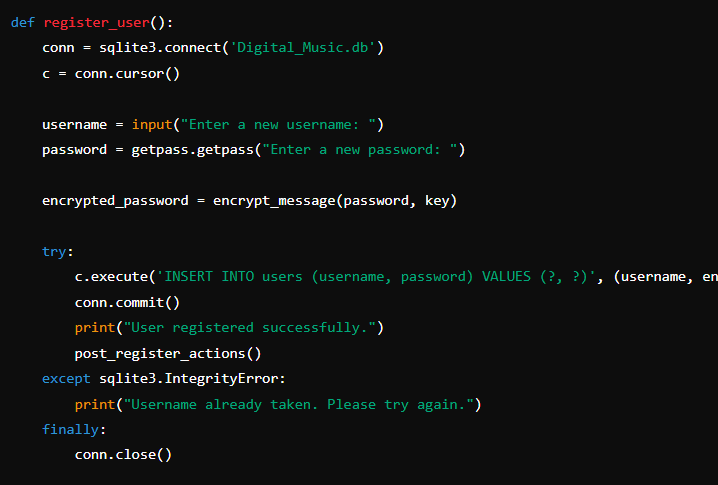 def register_user():
    conn = sqlite3.connect('Digital_Music.db')
    c = conn.cursor()

    username = input("Enter a new username: ")
    password = getpass.getpass("Enter a new password: ")

    encrypted_password = encrypt_message(password, key)

    try:
        c.execute('INSERT INTO users (username, password) VALUES (?, ?)', (username, en
        conn.commit()
        print("User registered successfully.")
        post_register_actions()
    except sqlite3.IntegrityError:
        print("Username already taken. Please try again.")
    finally:
        conn.close()